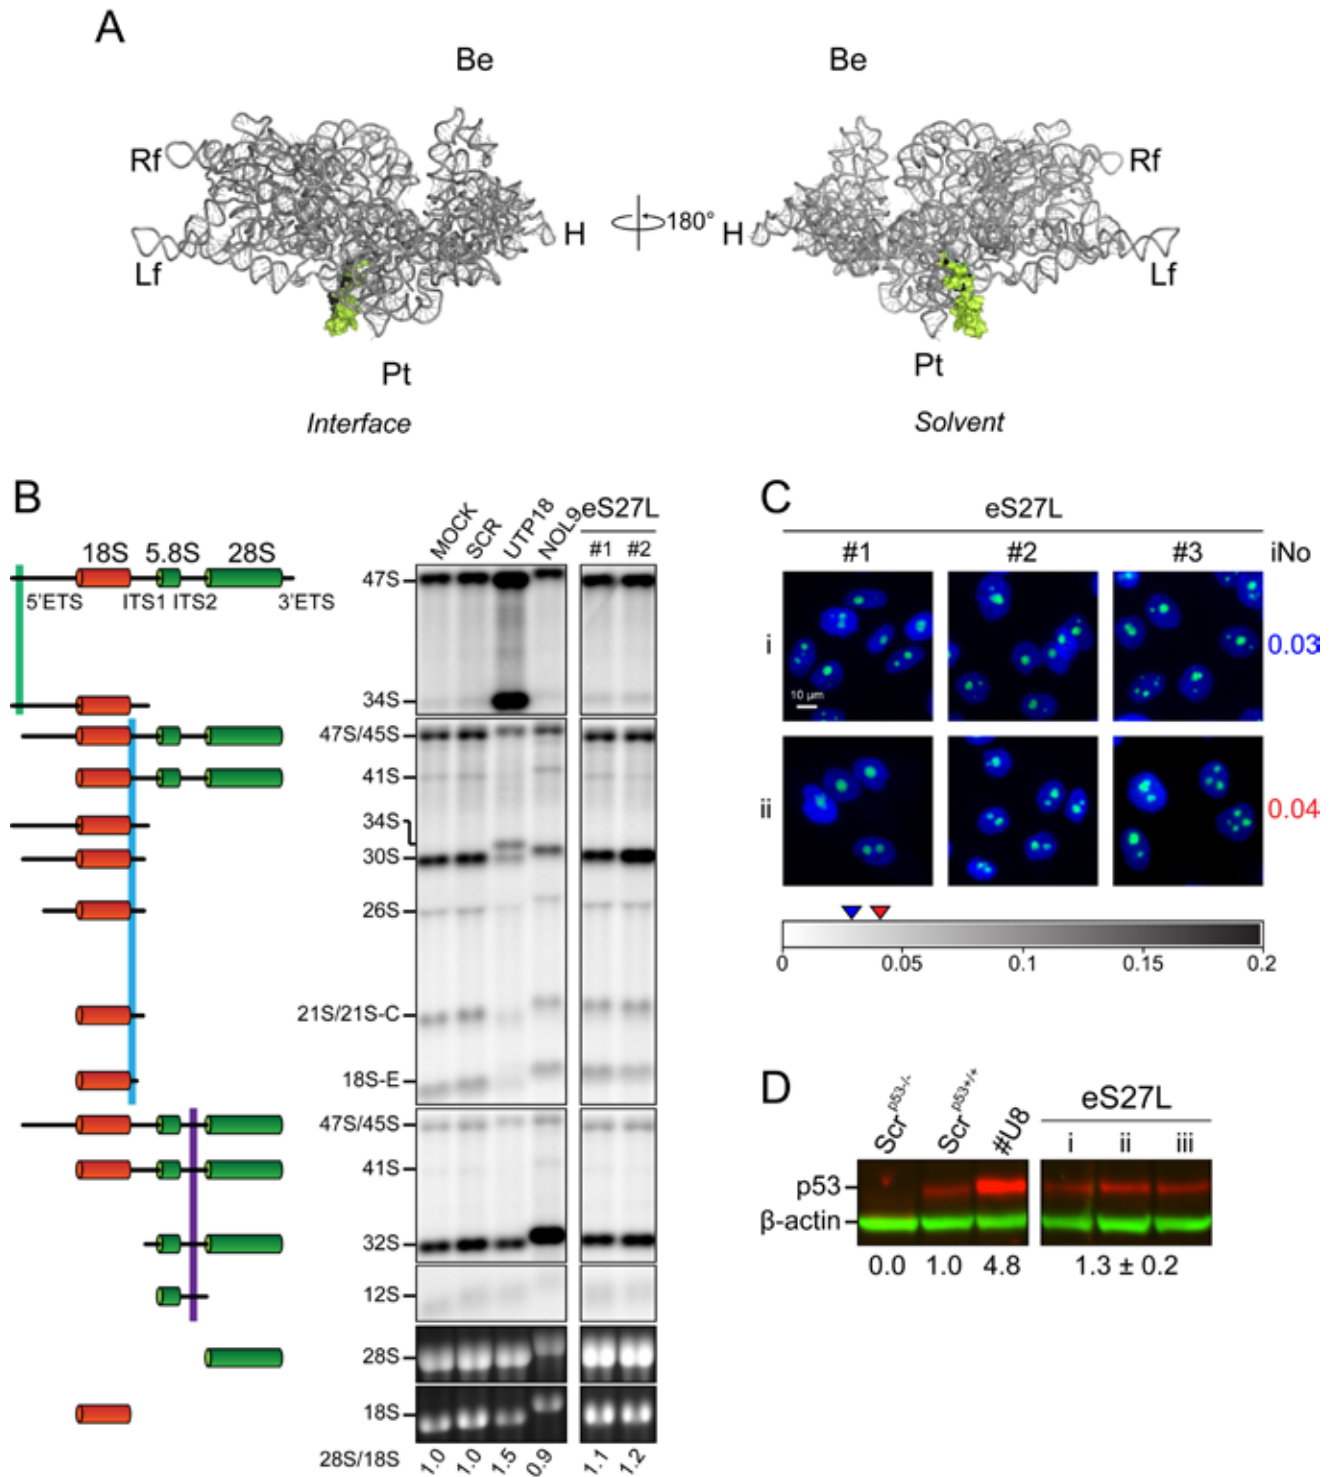 A
Be
Be
Rf
Rf
H
180°
H
Lf
Lf
Pt
Pt
Interface
Solvent
B
MOCK
SCR
UTP18
NOL9
eS27L
#1
#2
18S
5.8S
28S
5'ETS
ITS1
ITS2
3'ETS
47S
34S
47S/45S
41S
34S
30S
26S
21S/21S-C
18S-E
47S/45S
41S
32S
12S
28S
18S
28S/18S
1.0
1.0
1.5
0.9
1.1
1.2
C
eS27L
#1
#2
#3
iNo
i
0.03
10 µm
ii
0.04
0
0.05
0.1
0.15
0.2
D
Scr p53-/-
Scr p53+/+
#U8
eS27L
i
ii
iii
p53
β-actin
0.0
1.0
4.8
1.3 ± 0.2